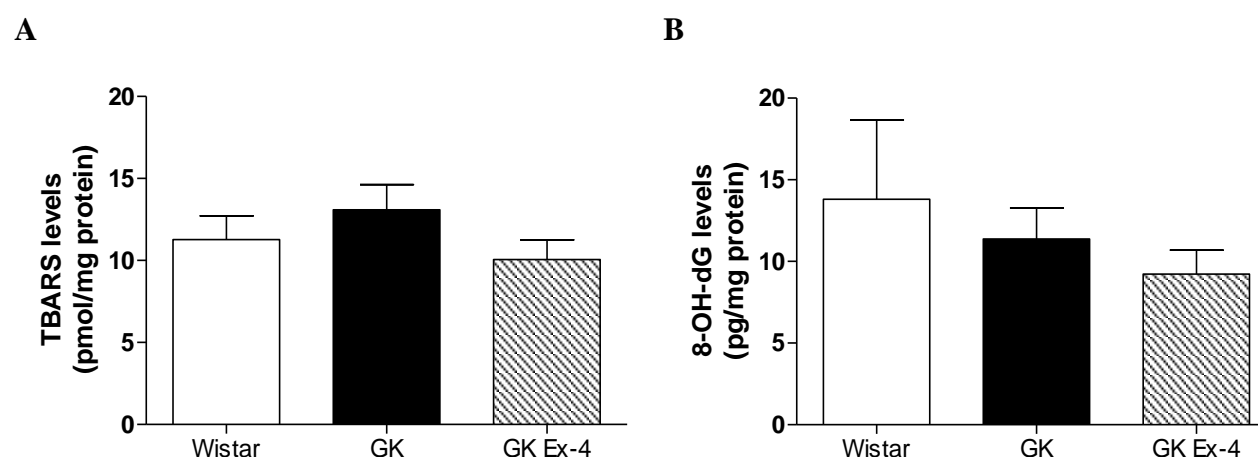 A
TBARS levels
(pmol/mg protein)
20
15
10
5
0
Wistar GK GK Ex-4
B
8-OH-dG levels
(pg/mg protein)
20
15
10
5
0
Wistar GK GK Ex-4